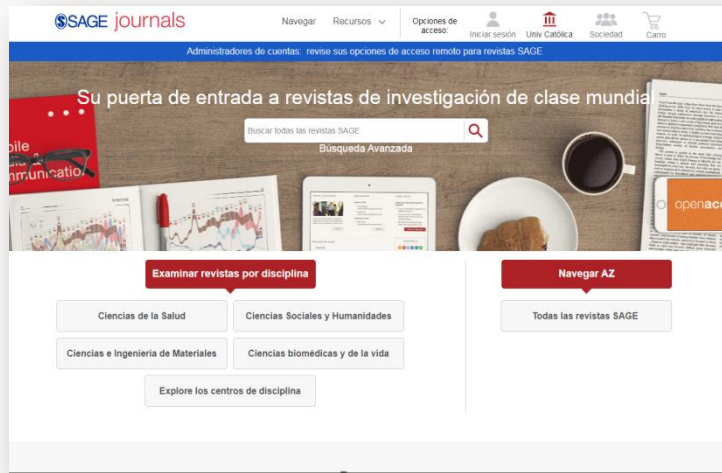 SAGE journals
Navegar Recursos Opciones de acceso: Iniciar sesión Univ Católica Sociedad Carro
Administradores de cuentas: revise sus opciones de acceso remoto para revistas SAGE
Su puerta de entrada a revistas de investigación de clase mundial
Buscar todas las revistas SAGE
Búsqueda Avanzada
openacc
Examinar revistas por disciplina
Navegar AZ
Ciencias de la Salud
Ciencias Sociales y Humanidades
Todas las revistas SAGE
Ciencias e Ingeniería de Materiales
Ciencias biomédicas y de la vida
Explore los centros de disciplina